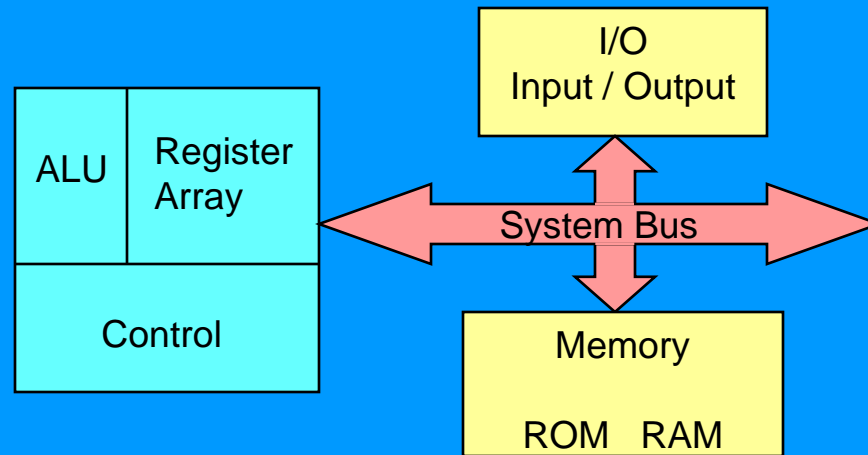 I/O
Input / Output
ALU
Register
Array
System Bus
Control
Memory
ROM RAM